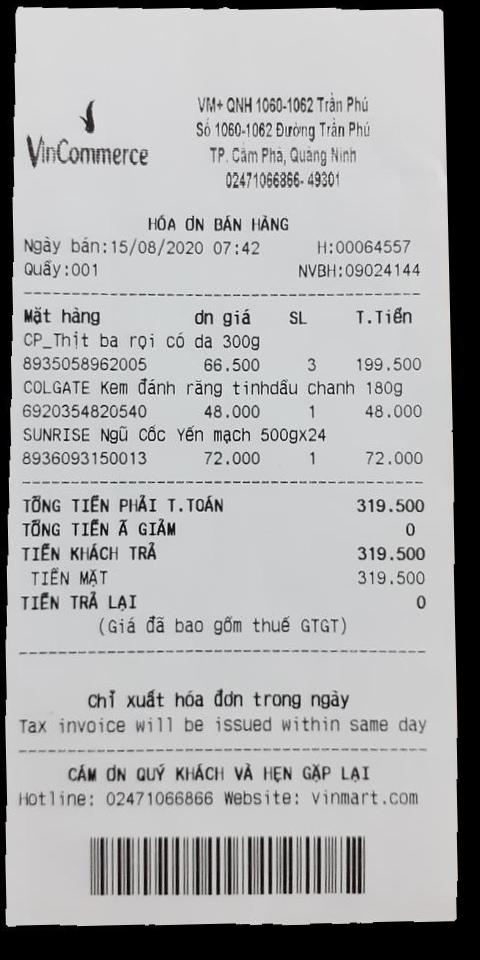 VinCommerce
VM+ QNH 1060-1062 Trần Phú
Số 1060-1062 Đường Trần Phú
TP. Cẩm Phả, Quảng Ninh
02471066866- 49301
HÓA ƠN BÁN HÀNG
Ngày bán:15/08/2020 07:42 H:00064557
Quầy:001 NVBH:09024144
Mặt hàng ơn giá SL T.Tiền
CP_Thịt ba rọi có da 300g
8935058962005 66.500 3 199.500
COLGATE Kem đánh răng tinhdầu chanh 180g
6920354820540 48.000 1 48.000
SUNRISE Ngũ Cốc Yến mạch 500gx24
8936093150013 72.000 1 72.000
TỔNG TIỀN PHẢI T.TOÁN 319.500
TỔNG TIỀN Ã GIẢM 0
TIỀN KHÁCH TRẢ 319.500
TIỀN MẶT 319.500
TIỀN TRẢ LẠI 0
(Giá đã bao gồm thuế GTGT)
Chỉ xuất hóa đơn trong ngày
Tax invoice will be issued within same day
CÁM ƠN QUÝ KHÁCH VÀ HẸN GẶP LẠI
Hotline: 02471066866 Website: vinmart.com